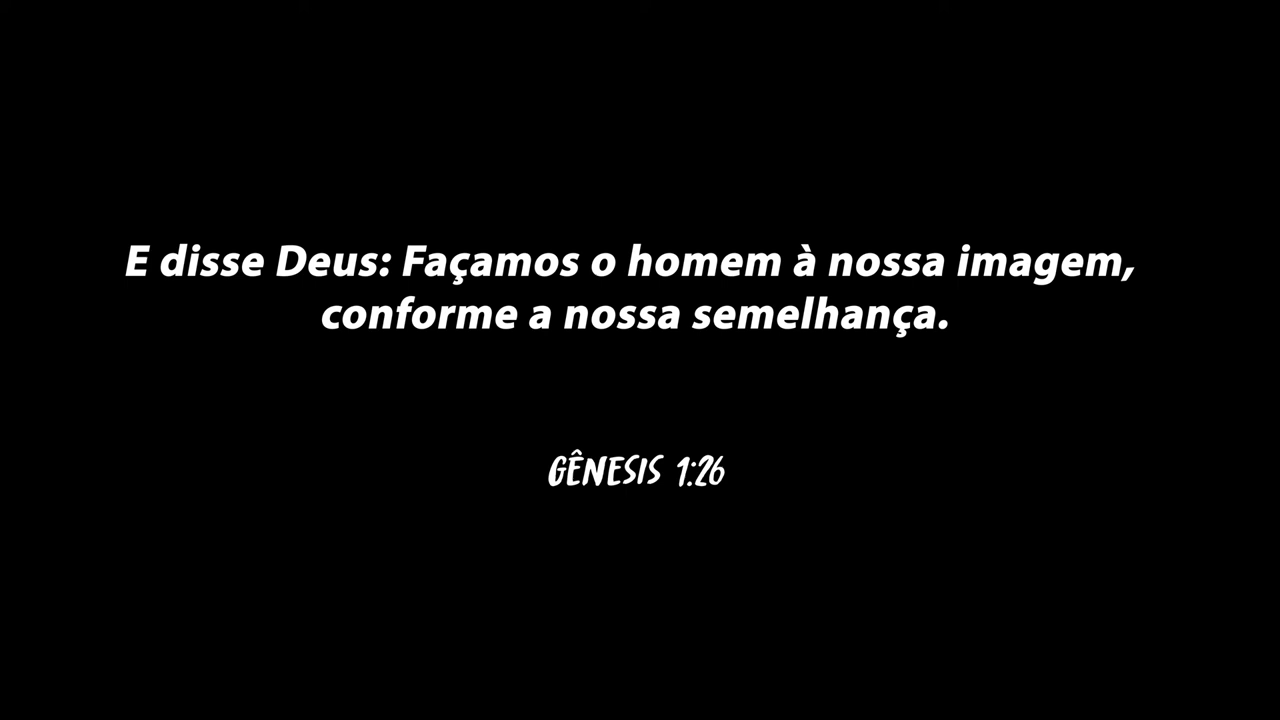 E disse Deus: Façamos o homem à nossa imagem,
conforme a nossa semelhança.
GÊNESIS 1:26